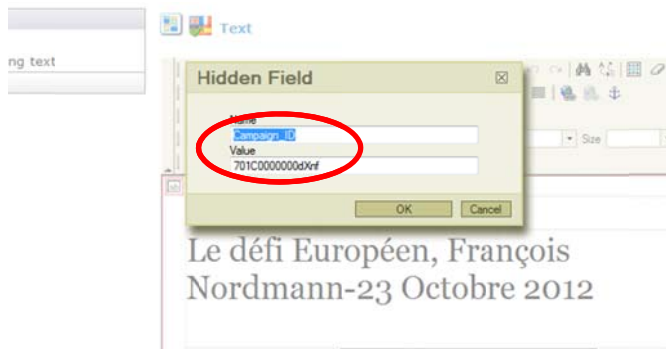 Text
ng text
Hidden Field
Name
Campaign_ID
Value
701C0000000dXnf
Size
OK Cancel
Le défi Européen, François
Nordmann-23 Octobre 2012